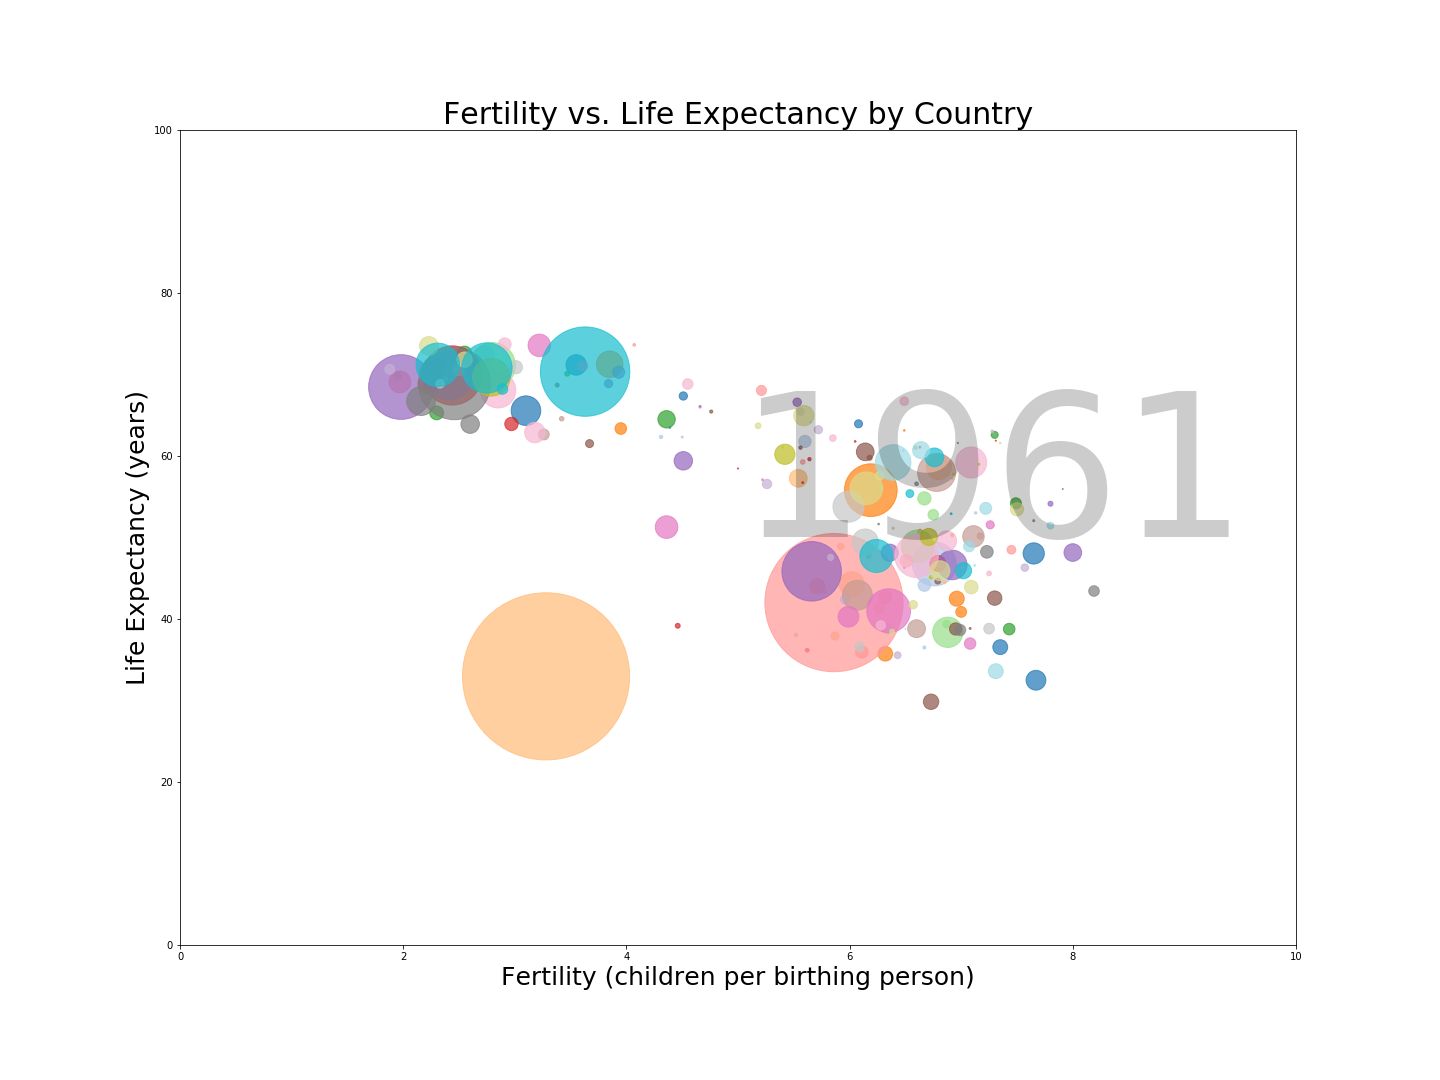 Fertility vs. Life Expectancy by Country
Life Expectancy (years)
100
80
60
40
20
0
1961
0 2 4 6 8 10
Fertility (children per birthing person)